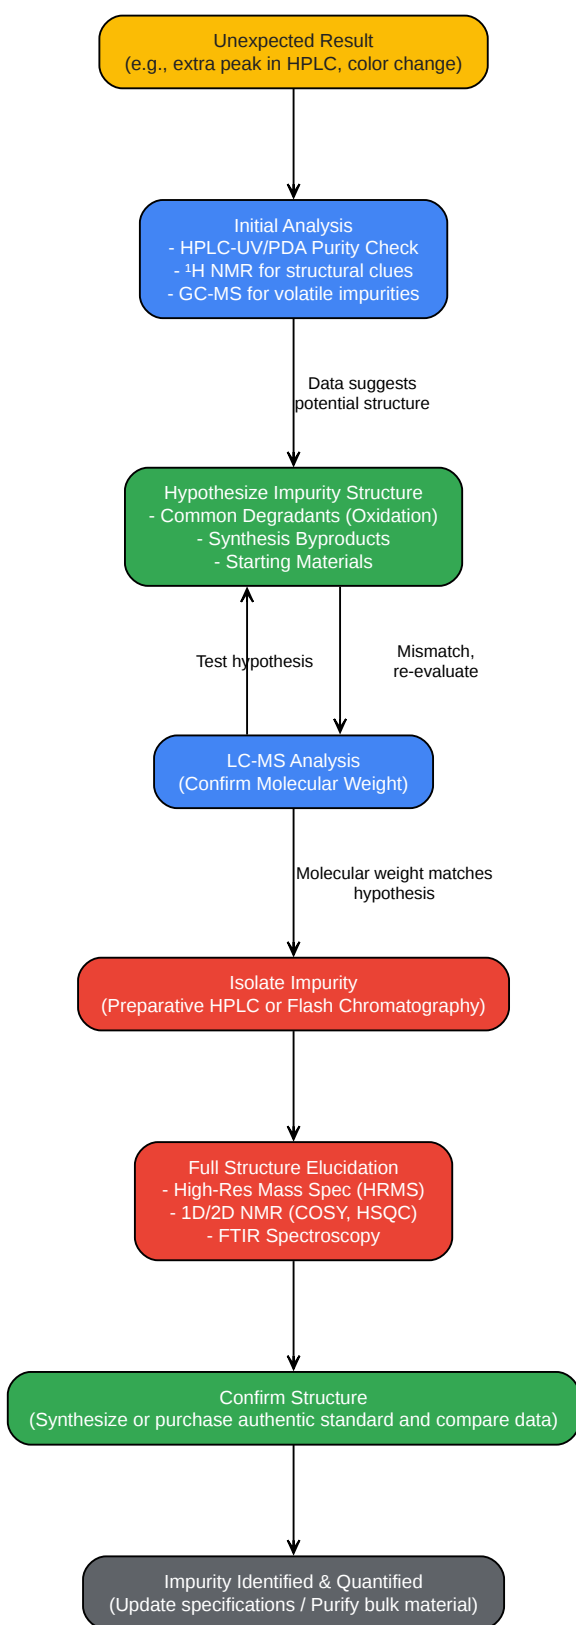 Unexpected Result
(e.g., extra peak in HPLC, color change)
Initial Analysis
- HPLC-UV/PDA Purity Check
- ¹H NMR for structural clues
- GC-MS for volatile impurities
Data suggests
potential structure
Hypothesize Impurity Structure
- Common Degradants (Oxidation)
- Synthesis Byproducts
- Starting Materials
Test hypothesis
Mismatch,
re-evaluate
LC-MS Analysis
(Confirm Molecular Weight)
Molecular weight matches
hypothesis
Isolate Impurity
(Preparative HPLC or Flash Chromatography)
Full Structure Elucidation
- High-Res Mass Spec (HRMS)
- 1D/2D NMR (COSY, HSQC)
- FTIR Spectroscopy
Confirm Structure
(Synthesize or purchase authentic standard and compare data)
Impurity Identified & Quantified
(Update specifications / Purify bulk material)